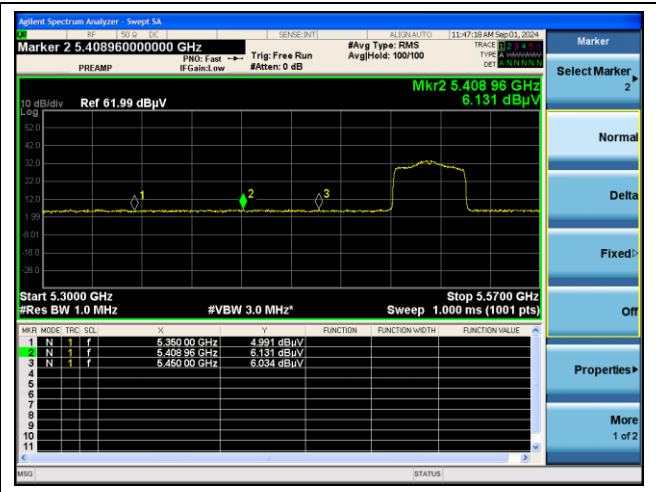 Agilent Spectrum Analyzer - Swept SA
RF 50 Ω DC SENSE:INT ALIGN AUTO 11:47:18 AM Sep 01, 2024
Marker 2 5.408960000000 GHz
PREAMP
PNO: Fast
IFGain:Low
Trig: Free Run
#Atten: 0 dB
#Avg Type: RMS
Avg|Hold: 100/100
TRACE 1 2 3 4 5 6
TYPE A WWWWW
DET A N N N N N
Mkr2 5.408 96 GHz
6.131 dBµV
10 dB/div Ref 61.99 dBµV
Log
52.0
42.0
32.0
22.0
12.0
1.99
-8.01
-18.0
-28.0
1
2
3
Start 5.3000 GHz Stop 5.5700 GHz
#Res BW 1.0 MHz #VBW 3.0 MHz* Sweep 1.000 ms (1001 pts)
MKR MODE TRC SCL X Y FUNCTION FUNCTION WIDTH FUNCTION VALUE
1 N 1 f 5.350 00 GHz 4.991 dBµV
2 N 1 f 5.408 96 GHz 6.131 dBµV
3 N 1 f 5.450 00 GHz 6.034 dBµV
4
5
6
7
8
9
10
11
MSG STATUS
Marker
Select Marker
2
Normal
Delta
Fixed
Off
Properties
More
1 of 2